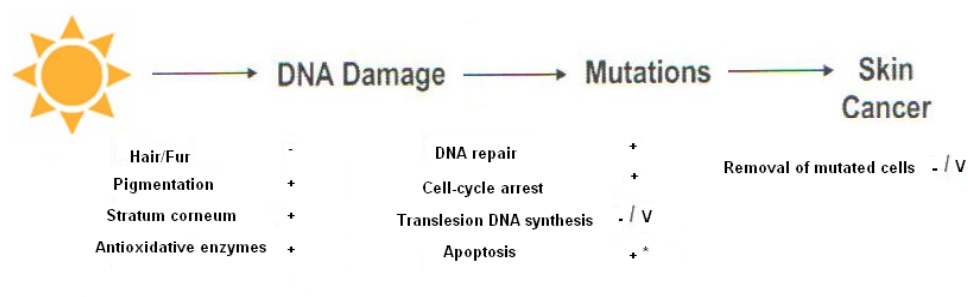 DNA Damage Mutations Skin
Cancer
Hair/Fur -
Pigmentation +
Stratum corneum +
Antioxidative enzymes +
DNA repair +
Cell-cycle arrest +
Translesion DNA synthesis - / V
Apoptosis + *
Removal of mutated cells - / V